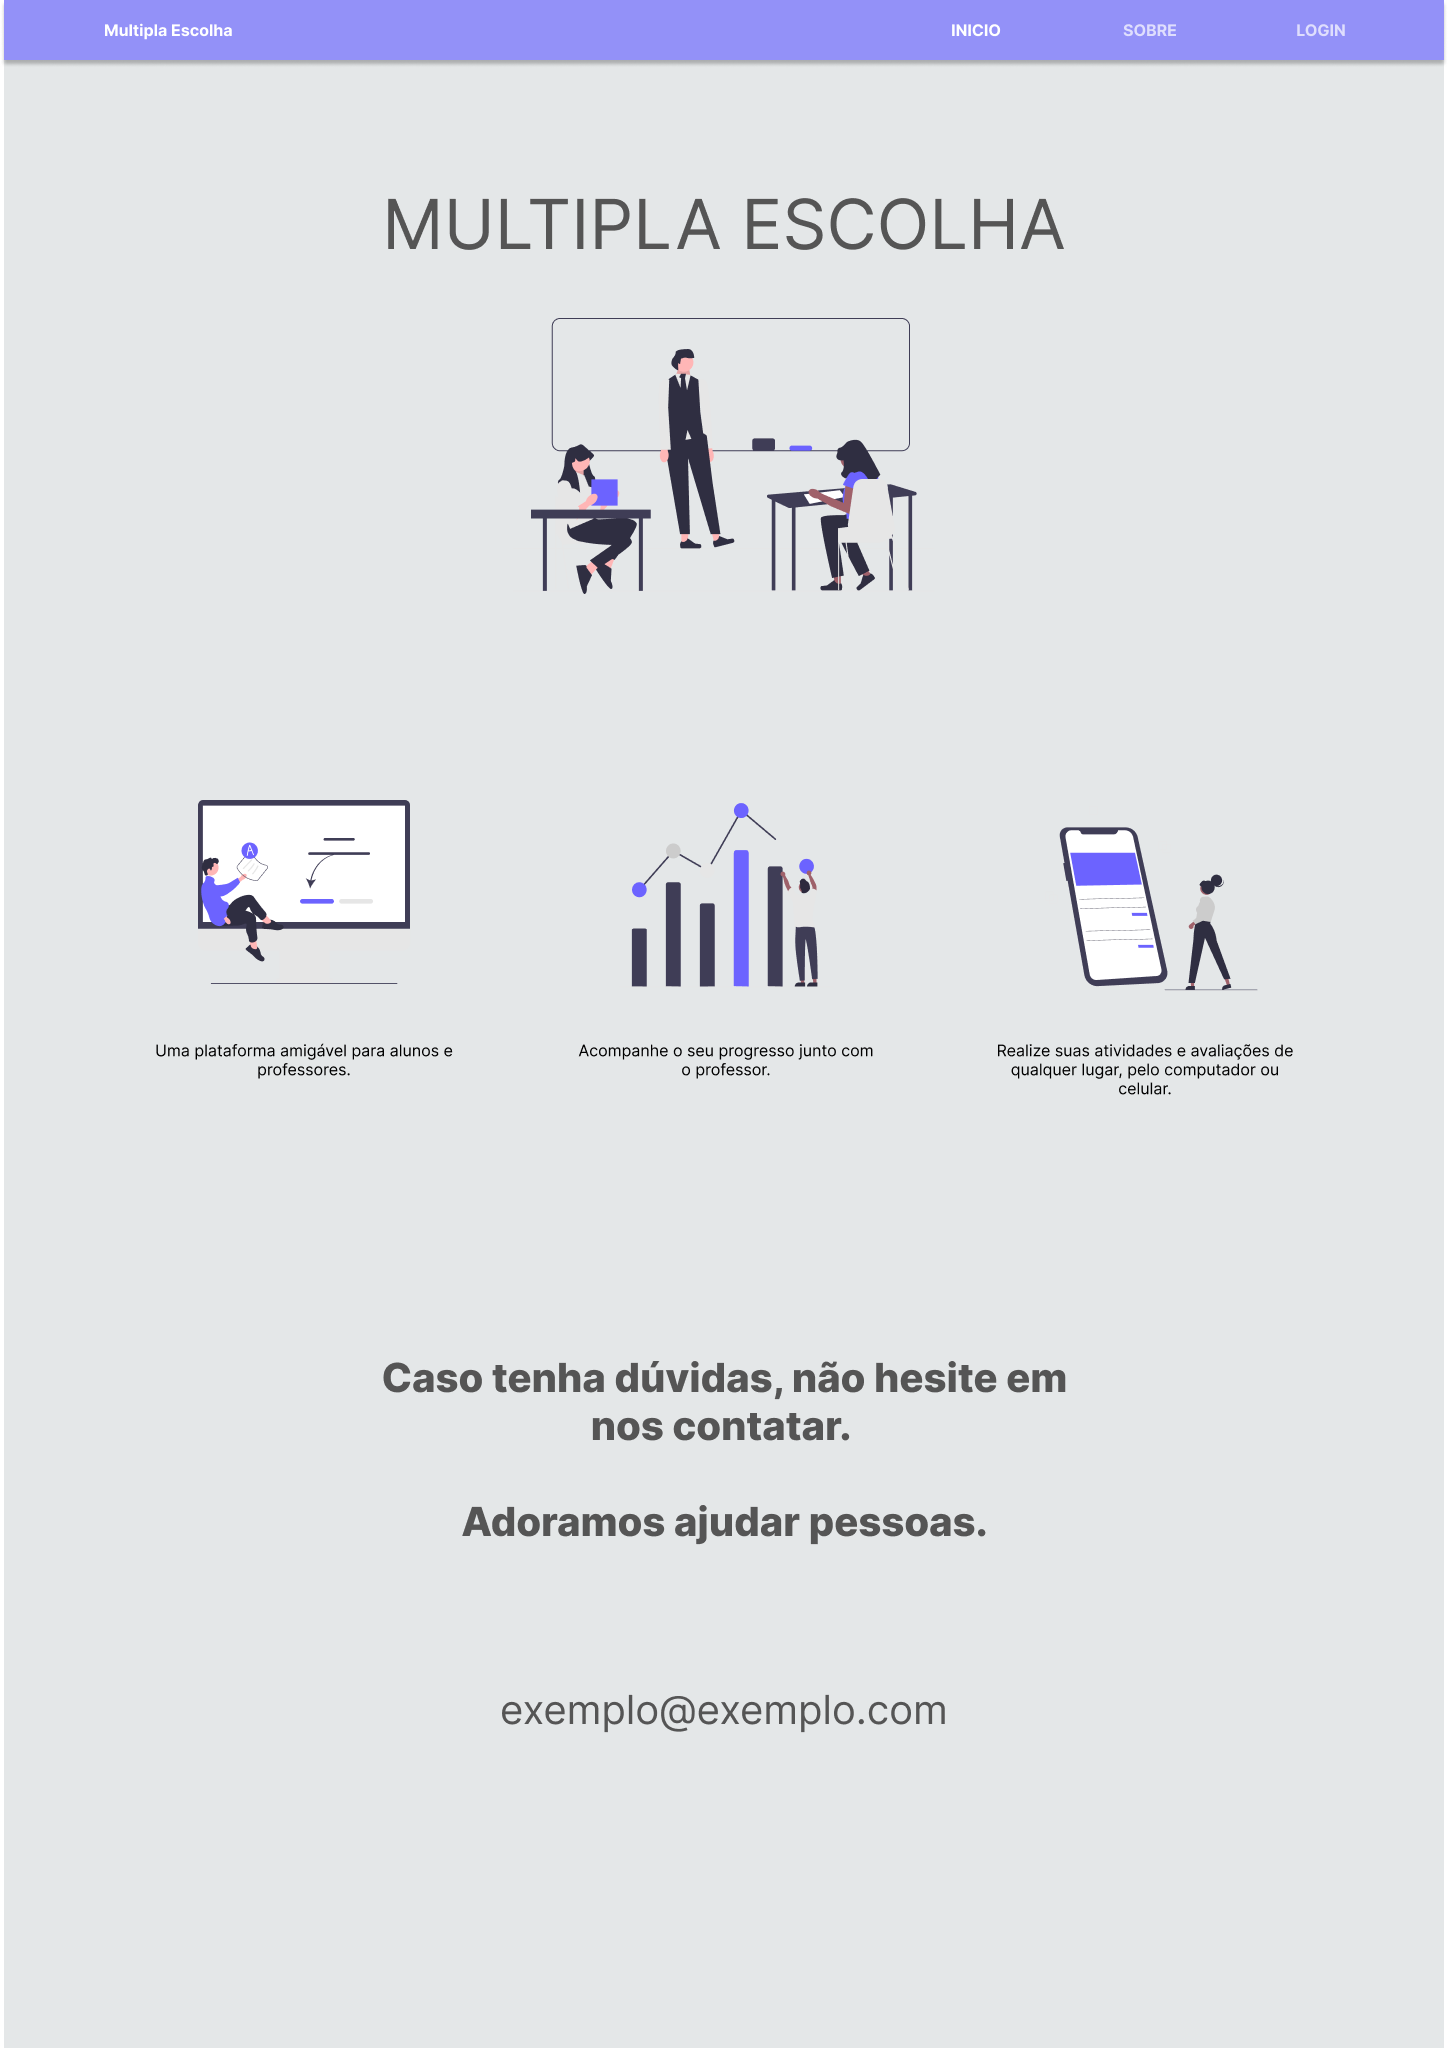 Multipla Escolha INICIO SOBRE LOGIN
MULTIPLA ESCOLHA
A
Uma plataforma amigável para alunos e
professores.
Acompanhe o seu progresso junto com
o professor.
Realize suas atividades e avaliações de
qualquer lugar, pelo computador ou
celular.
Caso tenha dúvidas, não hesite em
nos contatar.
Adoramos ajudar pessoas.
exemplo@exemplo.com